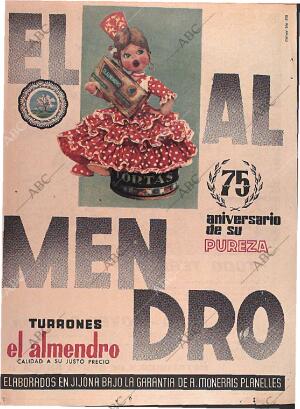 EL
AL
MEN
DRO
75
aniversario
de su
PUREZA
TURRONES
el almendro
CALIDAD A SU JUSTO PRECIO
ELABORADOS EN JIJONA BAJO LA GARANTIA DE A. MONERRIS PLANELLES
ABC